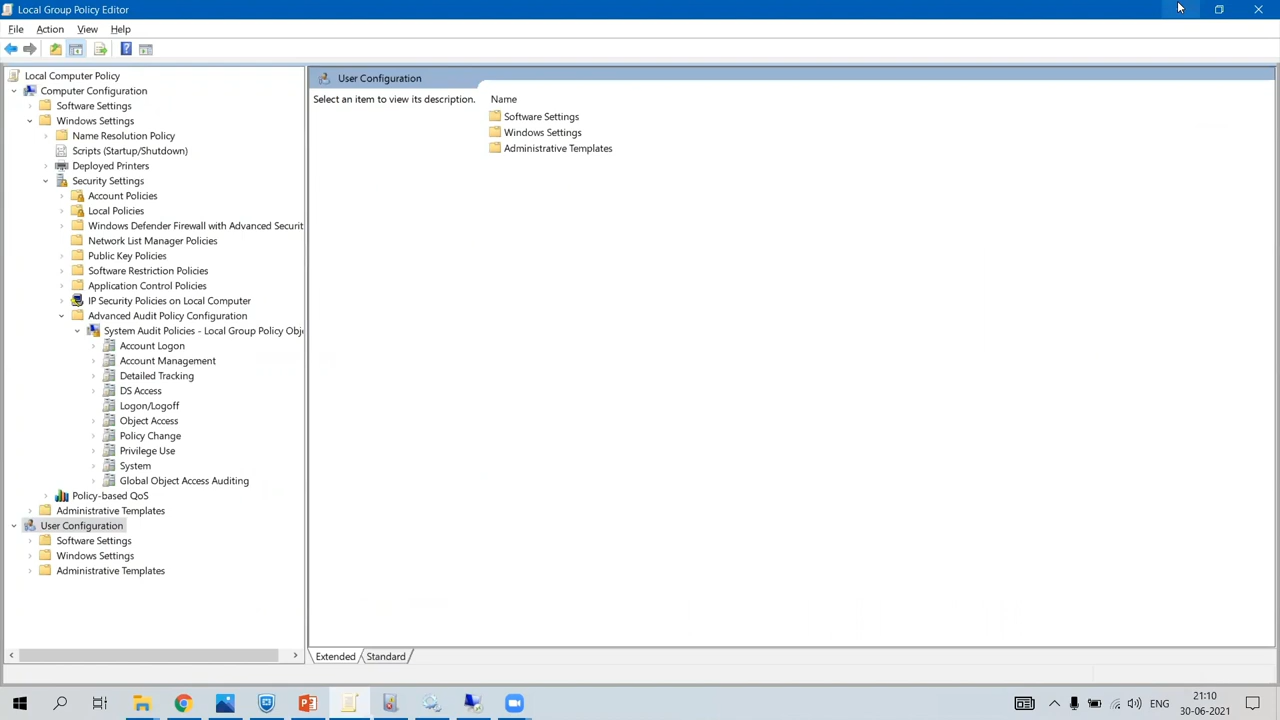 Local Group Policy Editor
File Action View Help
Local Computer Policy
Computer Configuration
Software Settings
Windows Settings
Name Resolution Policy
Scripts (Startup/Shutdown)
Deployed Printers
Security Settings
Account Policies
Local Policies
Windows Defender Firewall with Advanced Securit
Network List Manager Policies
Public Key Policies
Software Restriction Policies
Application Control Policies
IP Security Policies on Local Computer
Advanced Audit Policy Configuration
System Audit Policies - Local Group Policy Obje
Account Logon
Account Management
Detailed Tracking
DS Access
Logon/Logoff
Object Access
Policy Change
Privilege Use
System
Global Object Access Auditing
Policy-based QoS
Administrative Templates
User Configuration
Software Settings
Windows Settings
Administrative Templates
User Configuration
Select an item to view its description.
Name
Software Settings
Windows Settings
Administrative Templates
Extended Standard
ENG
21:10
30-06-2021